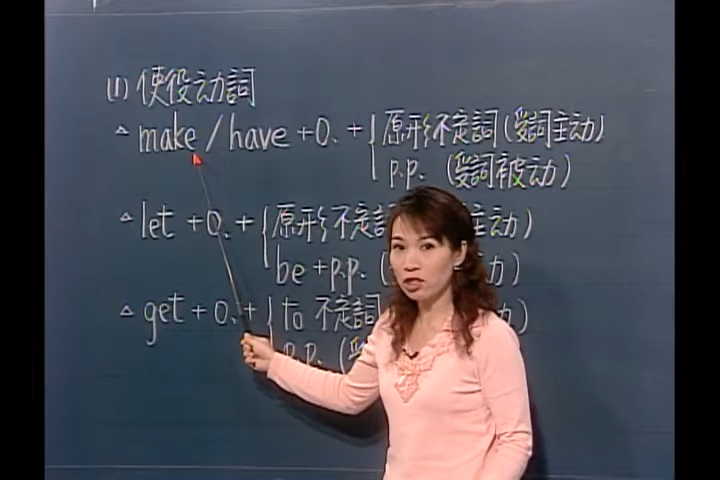 (1) 使役动詞
△ make / have + O. + { 原形不定詞 (受詞主动)
p.p. (受詞被动)
△ let + O. + { 原形不定詞 主动)
be + p.p. ( 动)
△ get + O. + { to 不定詞 动)
p.p. (受